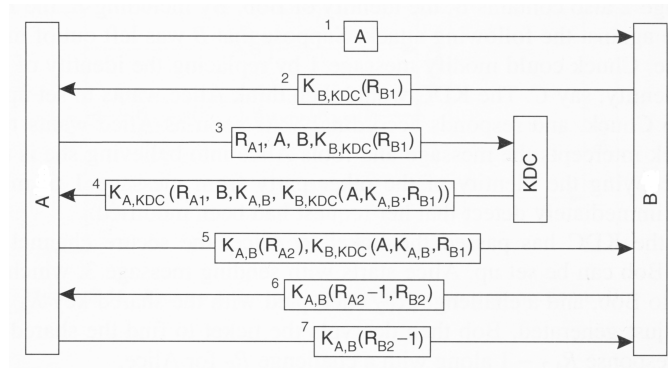 1 A
2 K_B,KDC(R_B1)
3 R_A1, A, B, K_B,KDC(R_B1)
4 K_A,KDC(R_A1, B, K_A,B, K_B,KDC(A, K_A,B, R_B1))
5 K_A,B(R_A2), K_B,KDC(A, K_A,B, R_B1)
6 K_A,B(R_A2−1, R_B2)
7 K_A,B(R_B2−1)
A
KDC
B